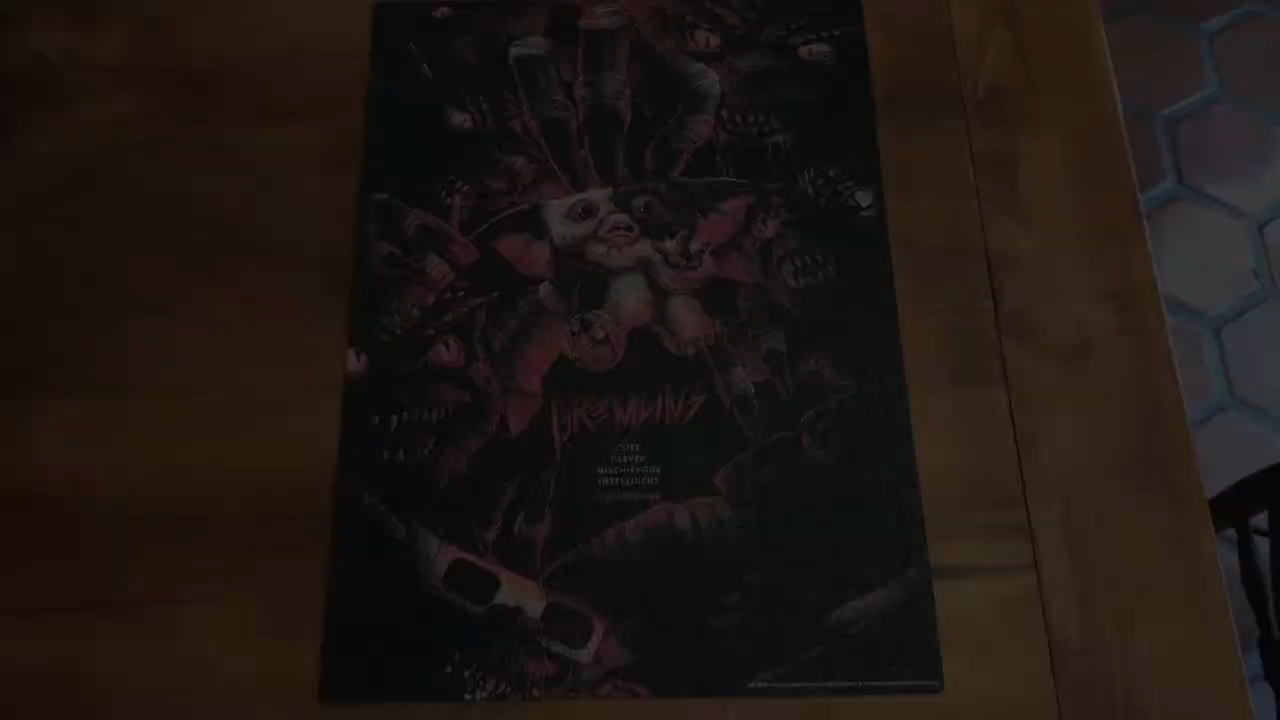 GREMLINS
CUTE
CLEVER
MISCHIEVOUS
INTELLIGENT